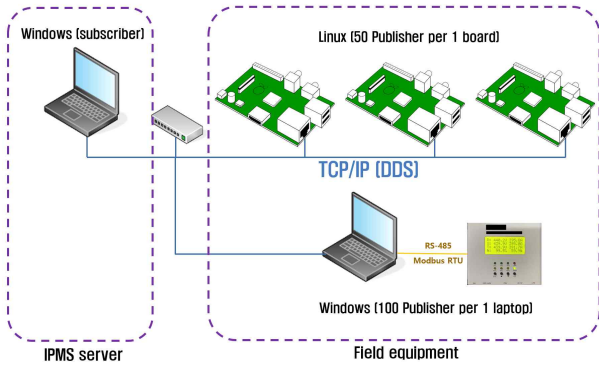 Windows (subscriber)
Linux (50 Publisher per 1 board)
TCP/IP (DDS)
RS-485
Modbus RTU
Windows (100 Publisher per 1 laptop)
IPMS server
Field equipment